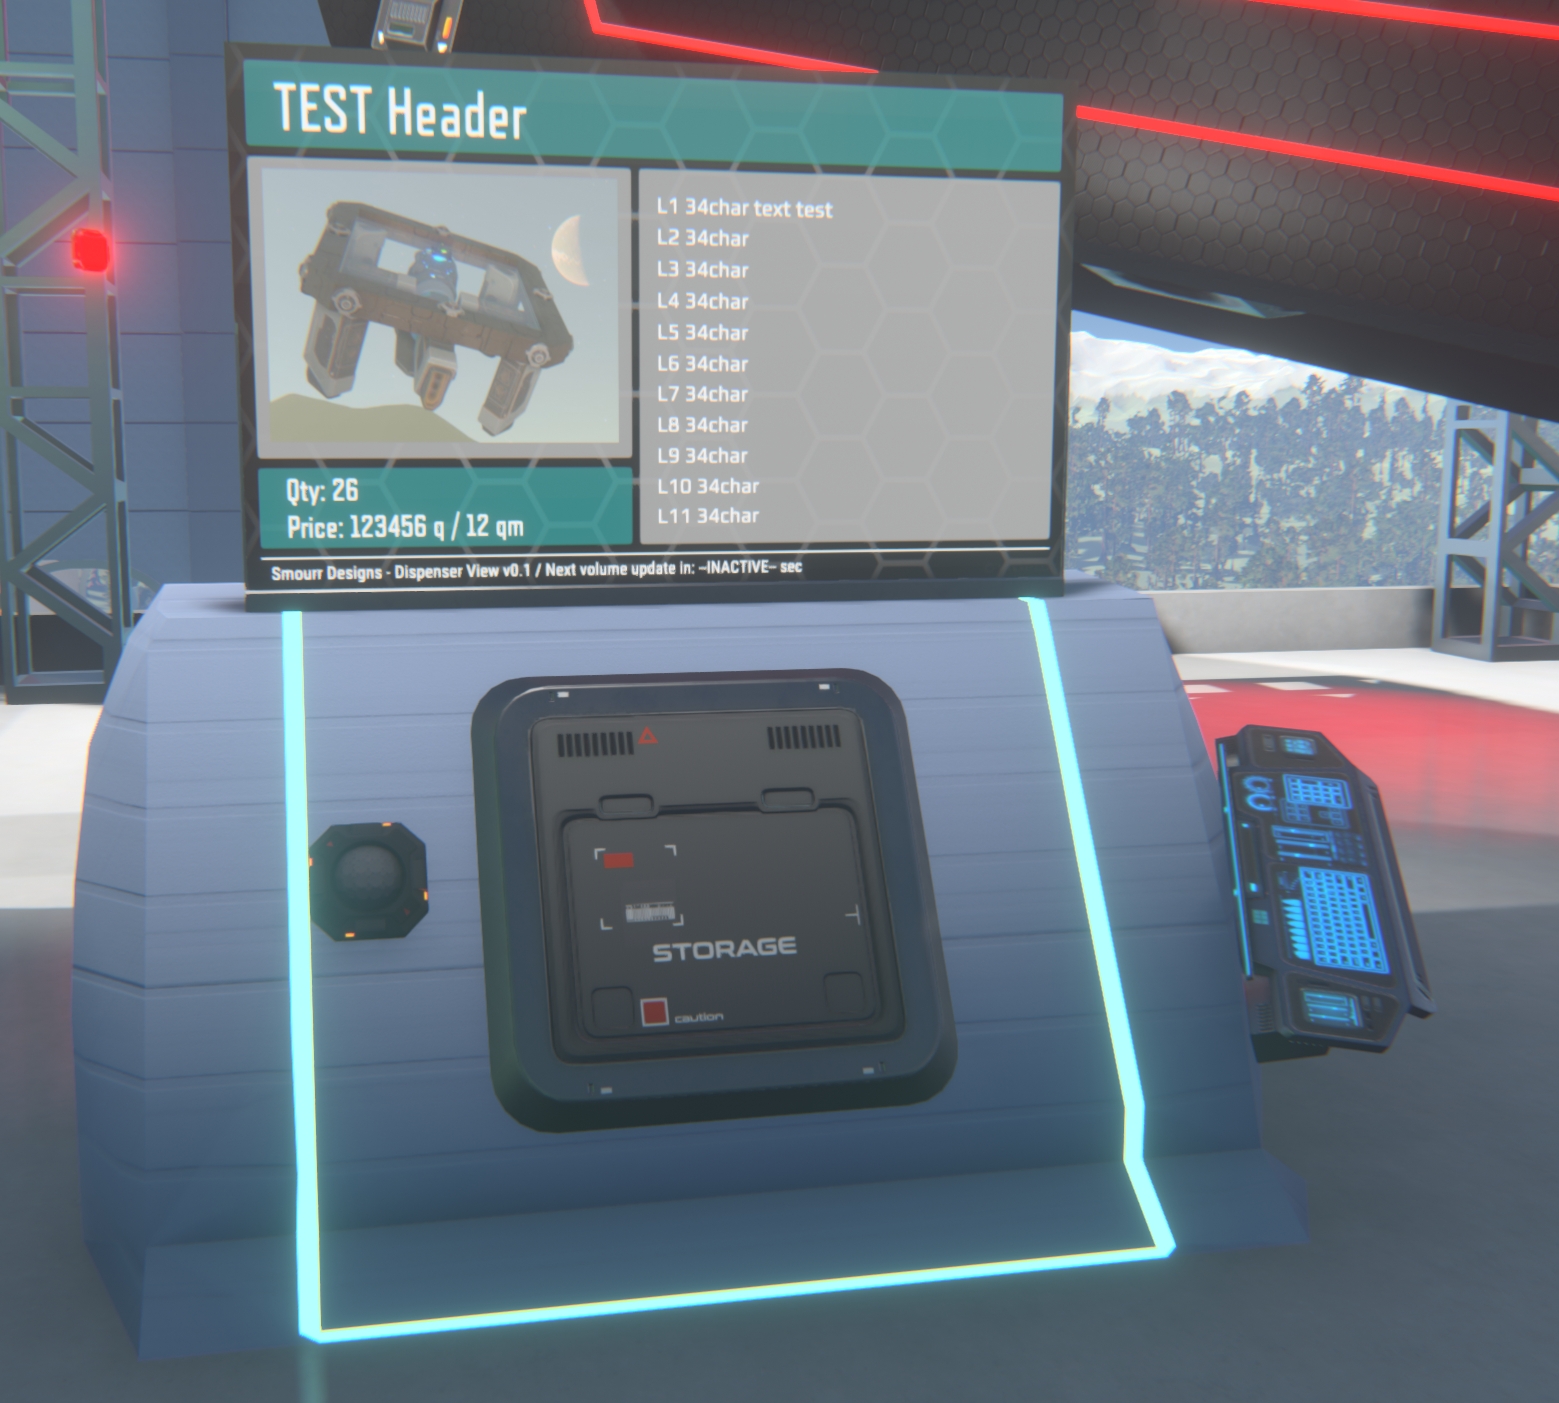 TEST Header
L1 34char text test
L2 34char
L3 34char
L4 34char
L5 34char
L6 34char
L7 34char
L8 34char
L9 34char
L10 34char
L11 34char
Qty: 26
Price: 123456 q / 12 qm
Smourr Designs - Dispenser View v0.1 / Next volume update in: -INACTIVE- sec
STORAGE
caution